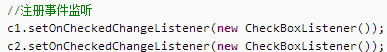 //注册事件监听
c1.setOnCheckedChangeListener(new CheckBoxListener());
c2.setOnCheckedChangeListener(new CheckBoxListener());